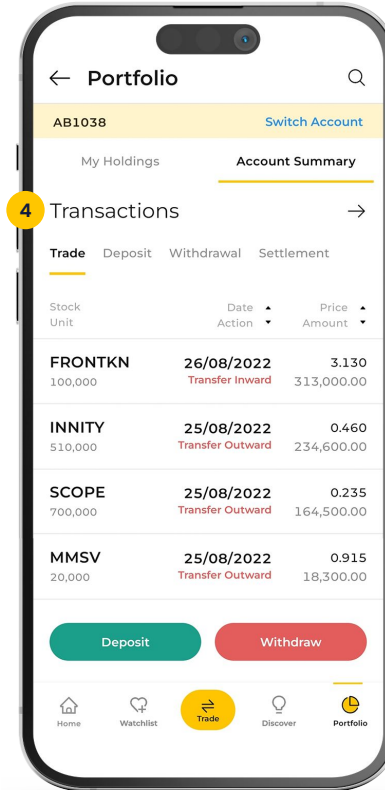 Portfolio
AB1038 Switch Account
My Holdings Account Summary
4 Transactions
Trade Deposit Withdrawal Settlement
Stock Date Price
Unit Action Amount
FRONTKN 26/08/2022 3.130
100,000 Transfer Inward 313,000.00
INNITY 25/08/2022 0.460
510,000 Transfer Outward 234,600.00
SCOPE 25/08/2022 0.235
700,000 Transfer Outward 164,500.00
MMSV 25/08/2022 0.915
20,000 Transfer Outward 18,300.00
Deposit Withdraw
Home Watchlist Trade Discover Portfolio